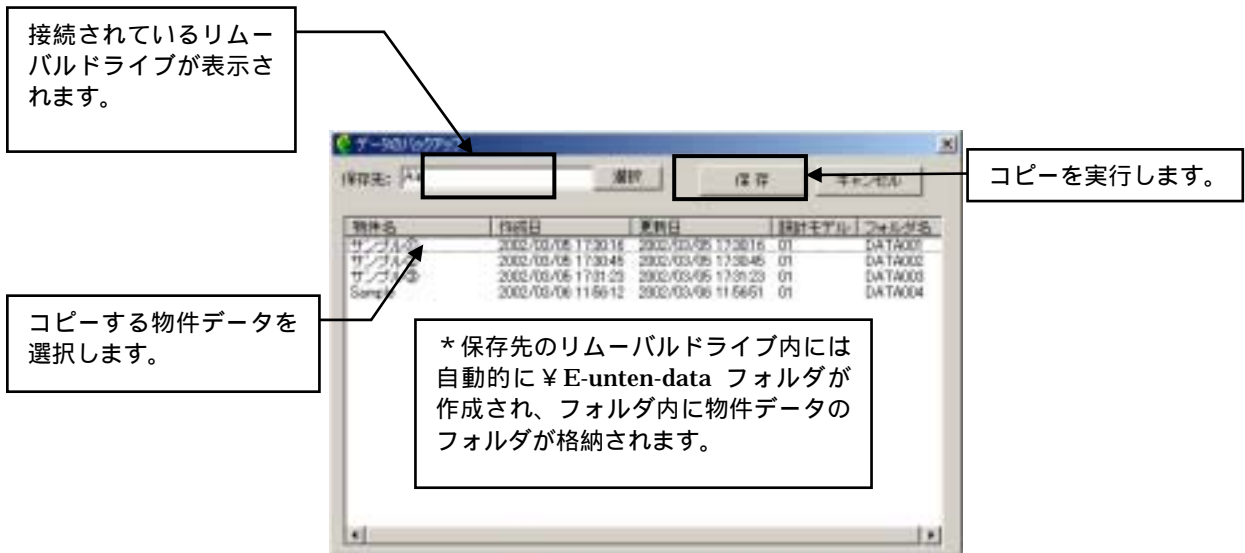 接続されているリムー
バルドライブが表示さ
れます。
データのバックアップ
保存先:
選択
保存
キャンセル
コピーを実行します。
物件名 作成日 更新日 設計モデル フォルダ名
サンプル① 2002/03/05 17:30:16 2002/03/05 17:30:16 01 DATA001
サンプル② 2002/03/05 17:30:45 2002/03/05 17:30:45 01 DATA002
サンプル③ 2002/03/05 17:31:23 2002/03/05 17:31:23 01 DATA003
Sample 2002/03/06 11:56:12 2002/03/06 11:56:51 01 DATA004
コピーする物件データを
選択します。
＊保存先のリムーバルドライブ内には
自動的に￥E-unten-data フォルダが
作成され、フォルダ内に物件データの
フォルダが格納されます。